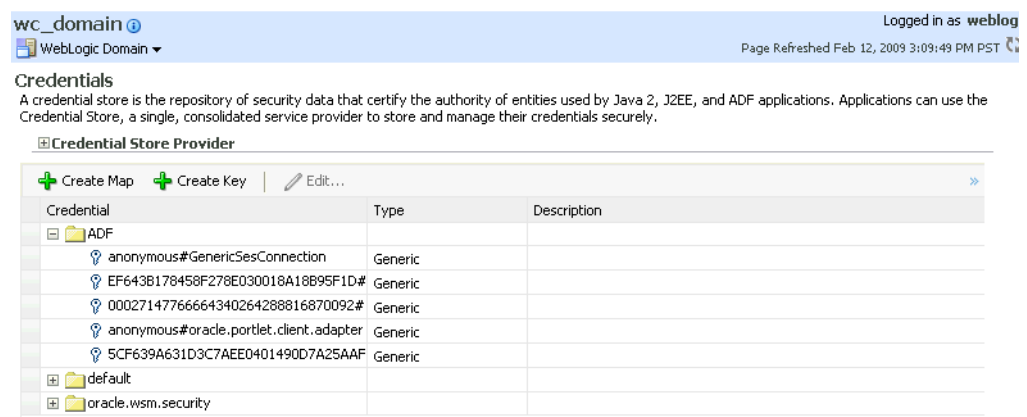 wc_domain
Logged in as weblog
WebLogic Domain
Page Refreshed Feb 12, 2009 3:09:49 PM PST
Credentials
A credential store is the repository of security data that certify the authority of entities used by Java 2, J2EE, and ADF applications. Applications can use the
Credential Store, a single, consolidated service provider to store and manage their credentials securely.
Credential Store Provider
Create Map Create Key Edit... »
Credential Type Description
ADF
anonymous#GenericSesConnection Generic
EF643B178458F278E030018A18B95F1D# Generic
00027147766664340264288816870092# Generic
anonymous#oracle.portlet.client.adapter Generic
5CF639A631D3C7AEE0401490D7A25AAF Generic
default
oracle.wsm.security